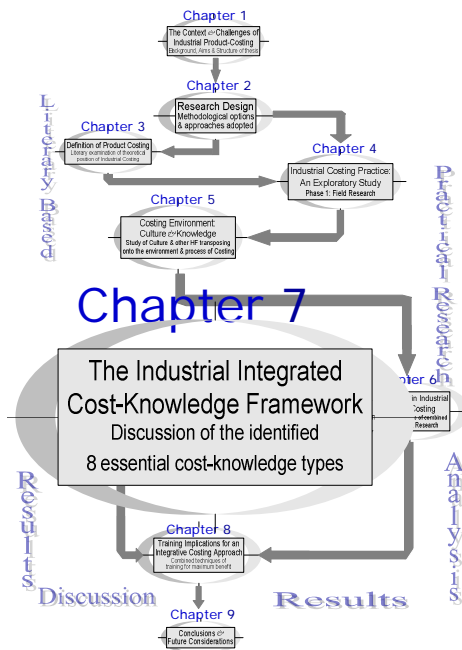 Chapter 1
The Context & Challenges of
Industrial Product-Costing
Background, Aims & Structure of thesis
Chapter 2
Research Design
Methodological options
& approaches adopted
Chapter 3
Definition of Product Costing
Literary examination of theoretical
position of Industrial Costing
Chapter 4
Industrial Costing Practice:
An Exploratory Study
Phase 1: Field Research
Literary Based
Practical Research
Chapter 5
Costing Environment:
Culture & Knowledge
Study of Culture & other HF transposing
onto the environment & process of Costing
Chapter 7
The Industrial Integrated
Cost-Knowledge Framework
Discussion of the identified
8 essential cost-knowledge types
pter 6
in Industrial
Costing
s of combined
Research
Results
Analysis
Chapter 8
Training Implications for an
Integrative Costing Approach
Combined techniques of
training for maximum benefit
Discussion
Results
Chapter 9
Conclusions &
Future Considerations